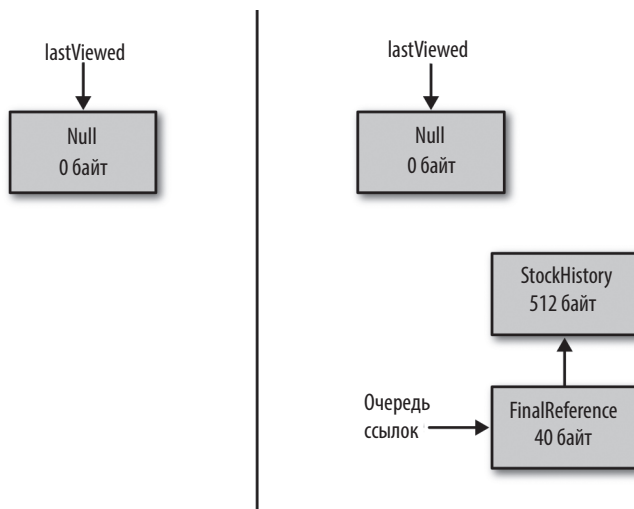 lastViewed
Null
0 байт
lastViewed
Null
0 байт
StockHistory
512 байт
Очередь
ссылок
FinalReference
40 байт